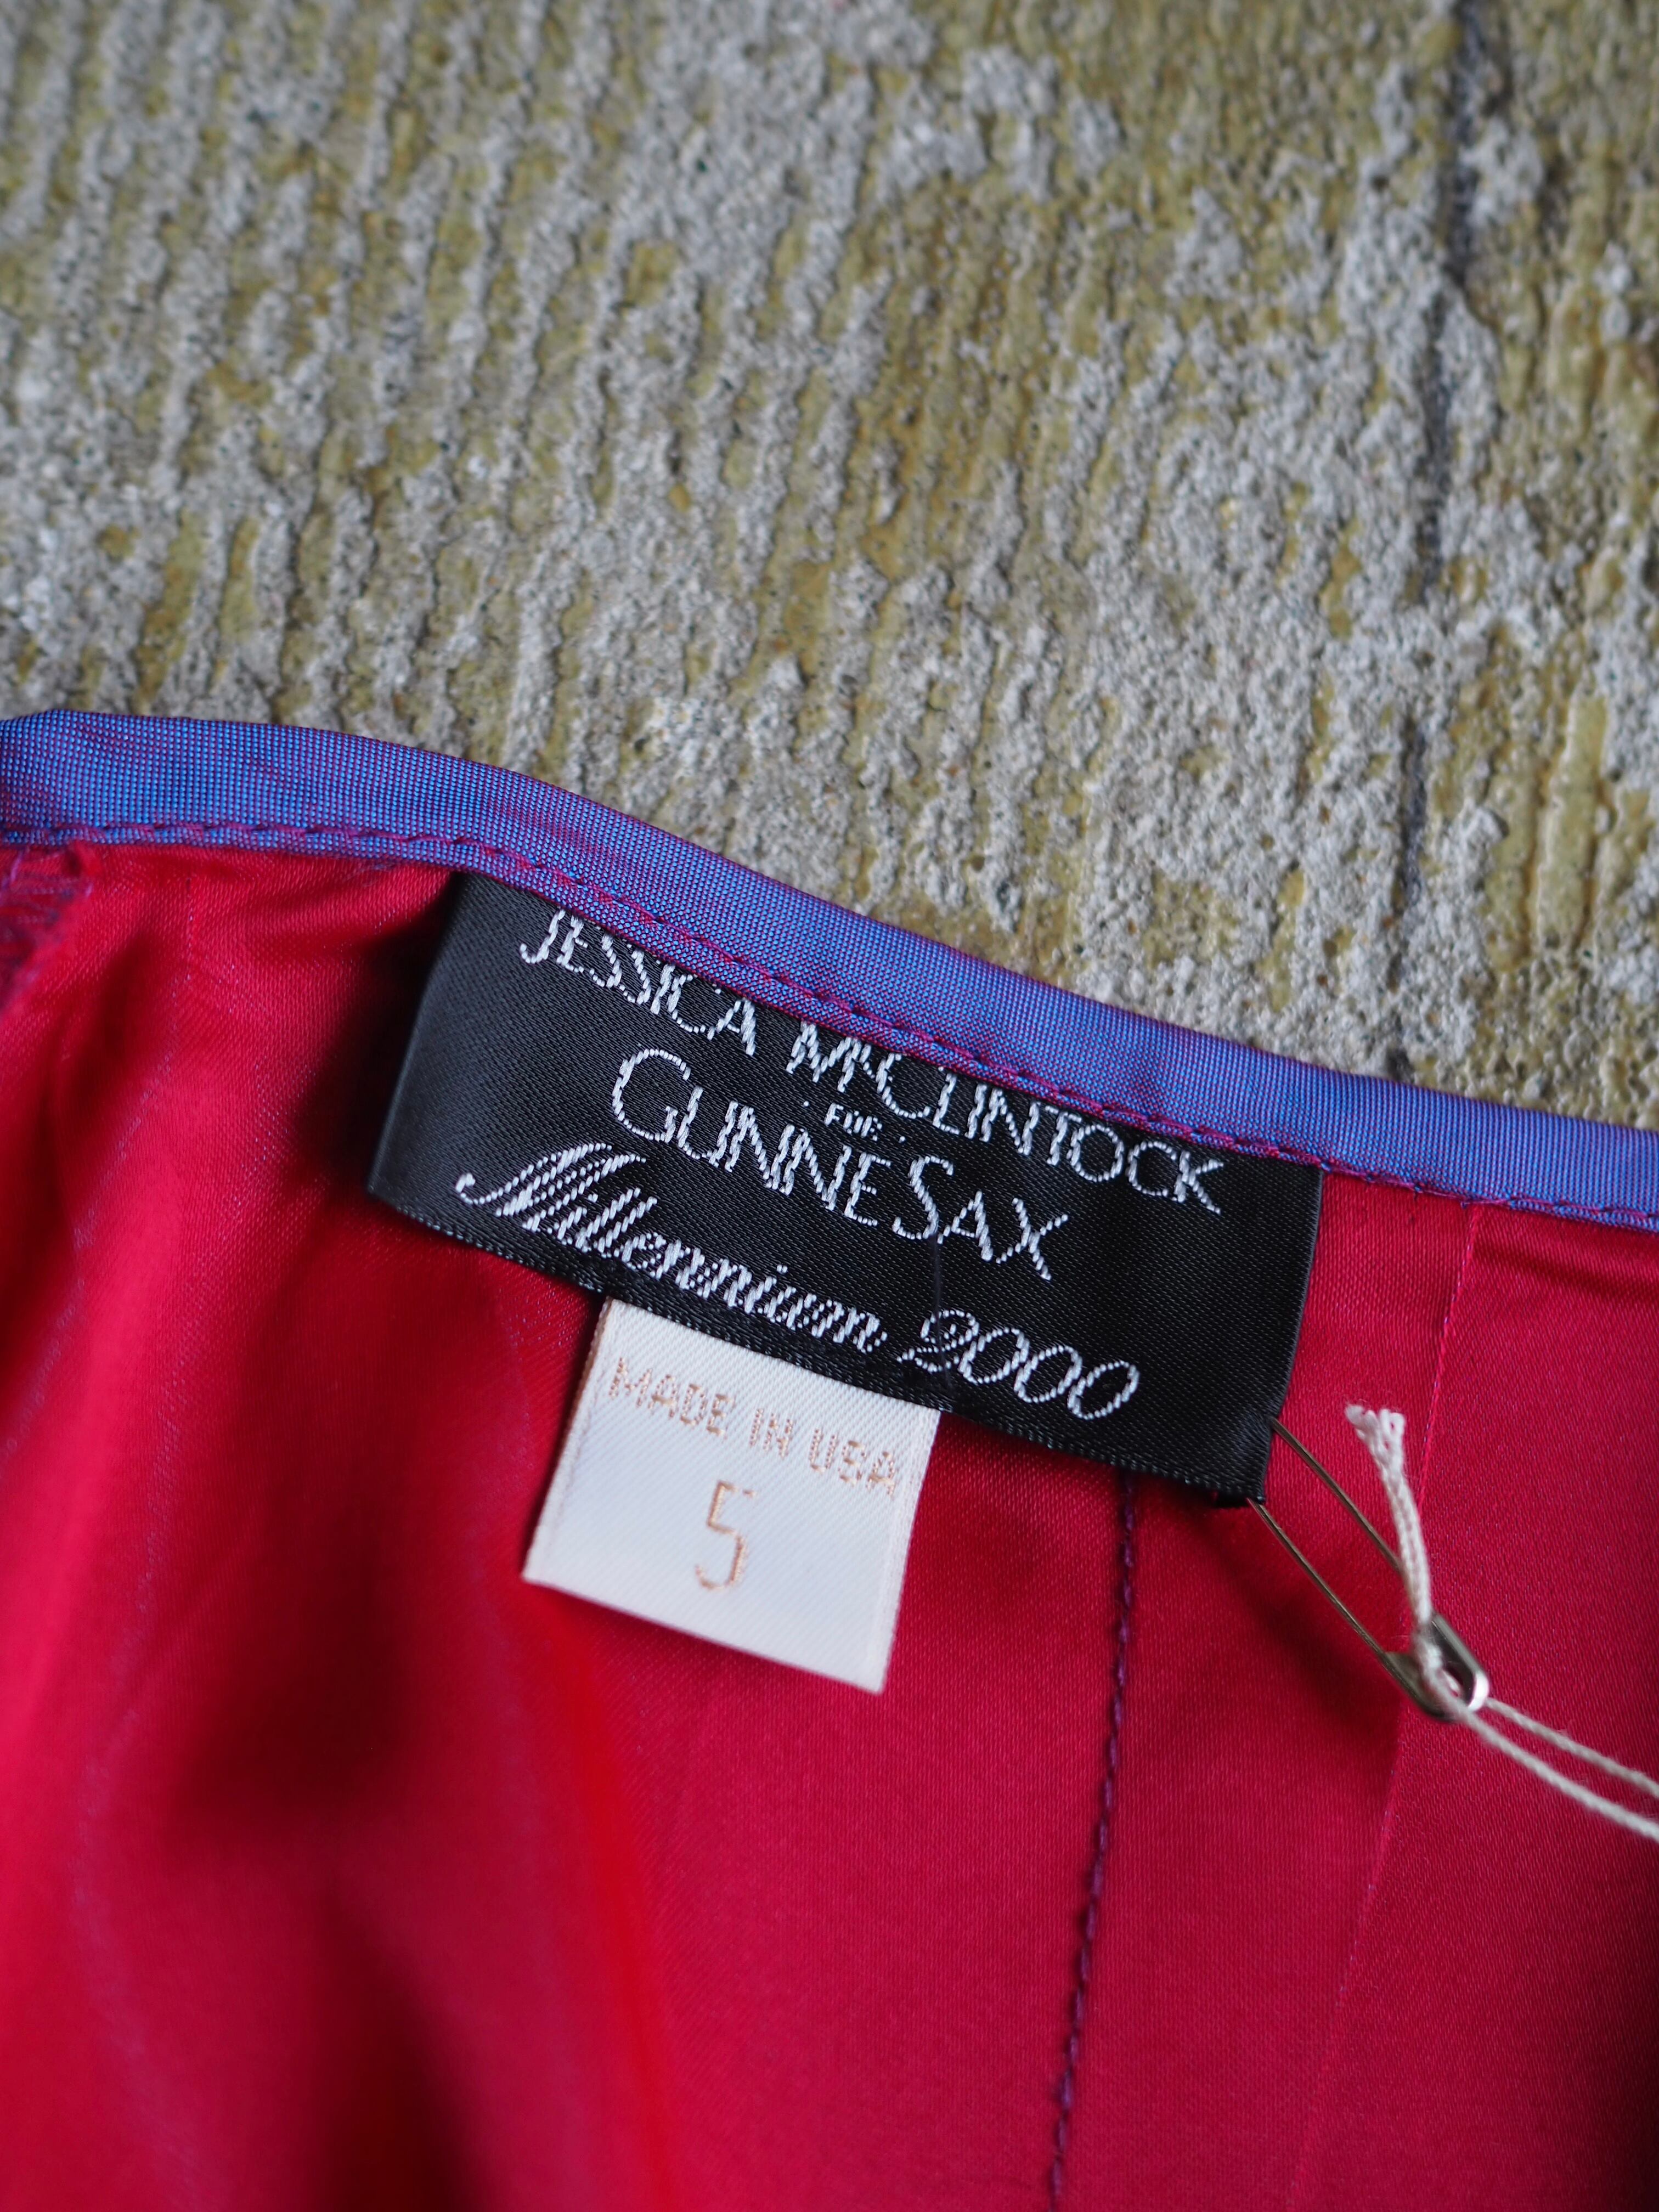 JESSICA McCLINTOCK
· FOR ·
GUNNE SAX
Millennium 2000
MADE IN USA
5